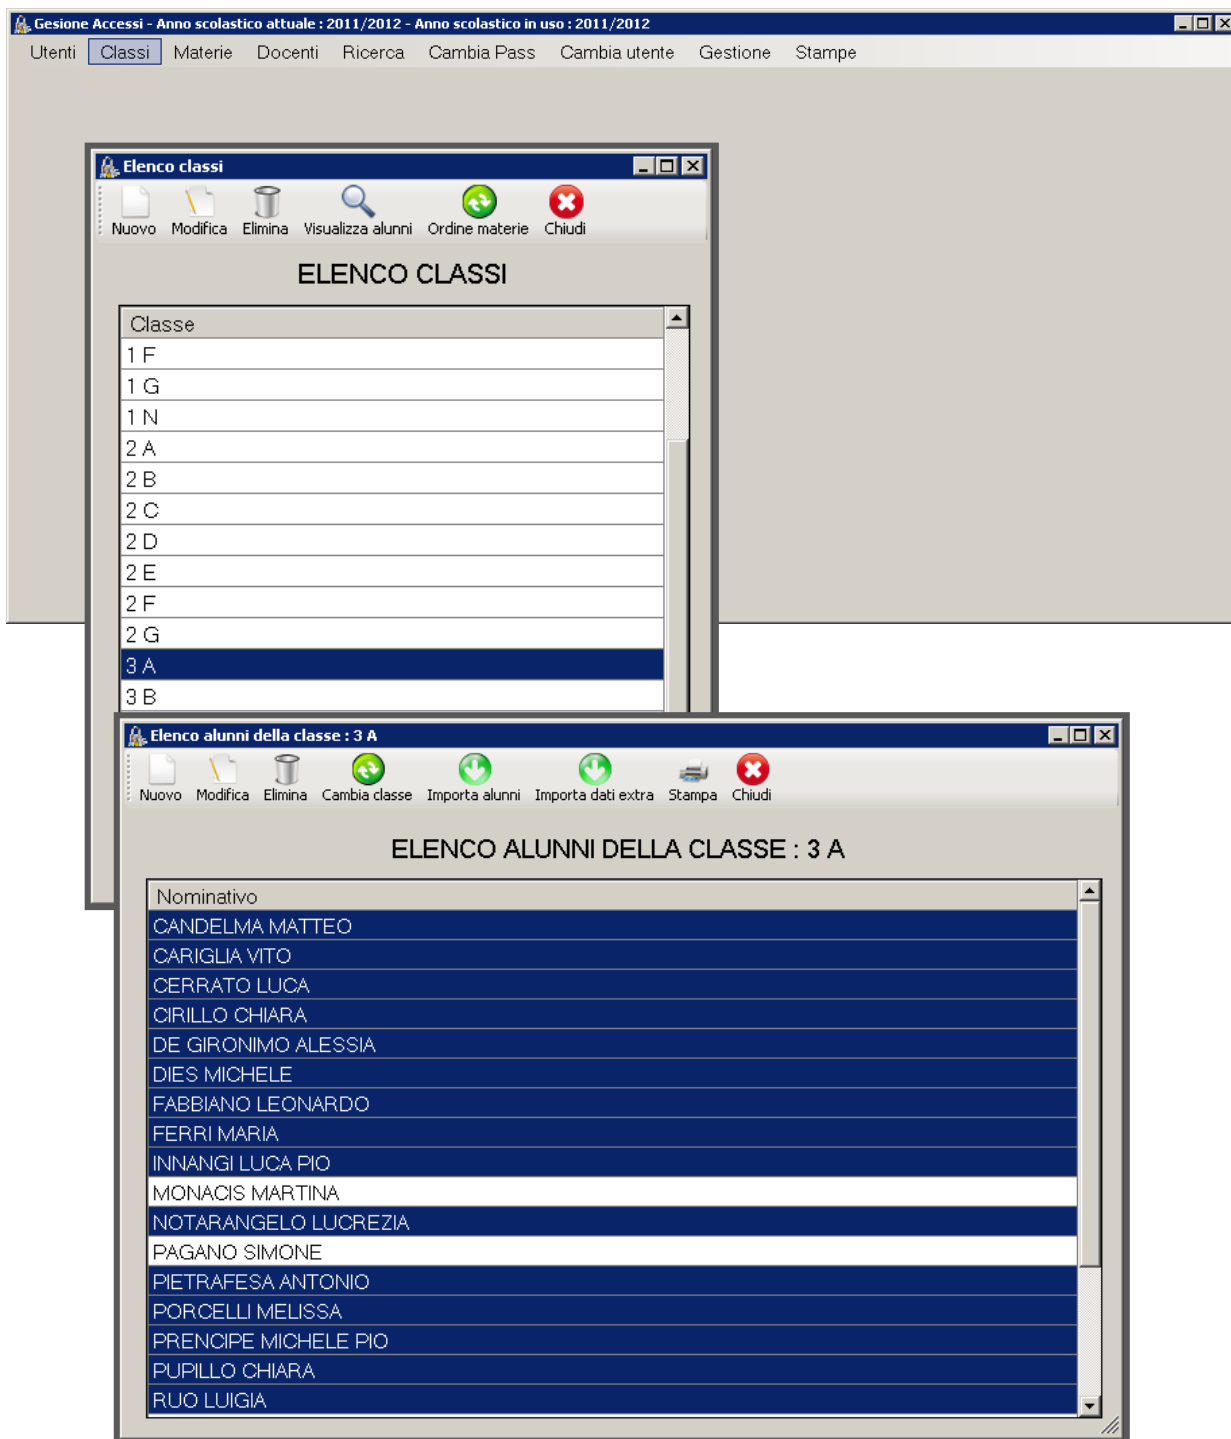 Gesione Accessi - Anno scolastico attuale : 2011/2012 - Anno scolastico in uso : 2011/2012
Utenti Classi Materie Docenti Ricerca Cambia Pass Cambia utente Gestione Stampe
Elenco classi
Nuovo Modifica Elimina Visualizza alunni Ordine materie Chiudi
ELENCO CLASSI
Classe
1 F
1 G
1 N
2 A
2 B
2 C
2 D
2 E
2 F
2 G
3 A
3 B
Elenco alunni della classe : 3 A
Nuovo Modifica Elimina Cambia classe Importa alunni Importa dati extra Stampa Chiudi
ELENCO ALUNNI DELLA CLASSE : 3 A
Nominativo
CANDELMA MATTEO
CARIGLIA VITO
CERRATO LUCA
CIRILLO CHIARA
DE GIRONIMO ALESSIA
DIES MICHELE
FABBIANO LEONARDO
FERRI MARIA
INNANGI LUCA PIO
MONACIS MARTINA
NOTARANGELO LUCREZIA
PAGANO SIMONE
PIETRAFESA ANTONIO
PORCELLI MELISSA
PRENCIPE MICHELE PIO
PUPILLO CHIARA
RUO LUIGIA